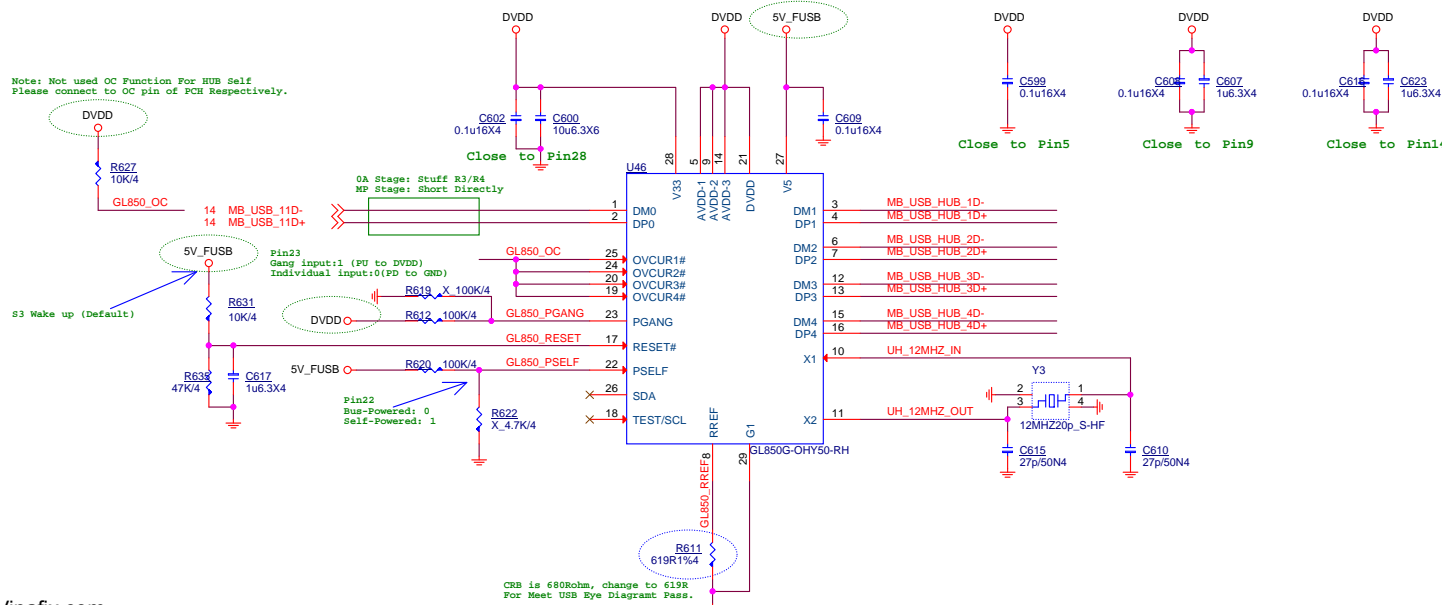 DVDD
DVDD
5V_FUSB
DVDD
DVDD
DVDD
Note: Not used OC Function For HUB Self
Please connect to OC pin of PCH Respectively.
DVDD
R627
10K/4
GL850_OC
C602
0.1u16X4
C600
10u6.3X6
Close to Pin28
C609
0.1u16X4
C599
0.1u16X4
Close to Pin5
0.1u16X4
C607
1u6.3X4
Close to Pin9
0.1u16X4
C623
1u6.3X4
Close to Pin14
0A Stage: Stuff R3/R4
MP Stage: Short Directly
14 MB_USB_11D-
14 MB_USB_11D+
U46
28 V33
5 AVDD-1
9 AVDD-2
14 AVDD-3
21 DVDD
27 V5
1 DM0
2 DP0
GL850_OC
25 OVCUR1#
24 OVCUR2#
20 OVCUR3#
19 OVCUR4#
23 PGANG
17 RESET#
22 PSELF
26 SDA
18 TEST/SCL
DM1 3 MB_USB_HUB_1D-
DP1 4 MB_USB_HUB_1D+
DM2 6 MB_USB_HUB_2D-
DP2 7 MB_USB_HUB_2D+
DM3 12 MB_USB_HUB_3D-
DP3 13 MB_USB_HUB_3D+
DM4 15 MB_USB_HUB_4D-
DP4 16 MB_USB_HUB_4D+
X1 10 UH_12MHZ_IN
X2 11 UH_12MHZ_OUT
RREF 8
G1 29
GL850G-OHY50-RH
5V_FUSB
S3 Wake up (Default)
R631
10K/4
R635
47K/4
C617
1u6.3X4
Pin23
Gang input:1 (PU to DVDD)
Individual input:0(PD to GND)
R619 X_100K/4
DVDD
R612 100K/4
GL850_PGANG
GL850_RESET
5V_FUSB
R620 100K/4
GL850_PSELF
Pin22
Bus-Powered: 0
Self-Powered: 1
R622
X_4.7K/4
Y3
2 1
3 4
12MHZ20p_S-HF
C615
27p/50N4
C610
27p/50N4
GL850_RREF
R611
619R1%4
CRB is 680Rohm, change to 619R
For Meet USB Eye Diagramt Pass.